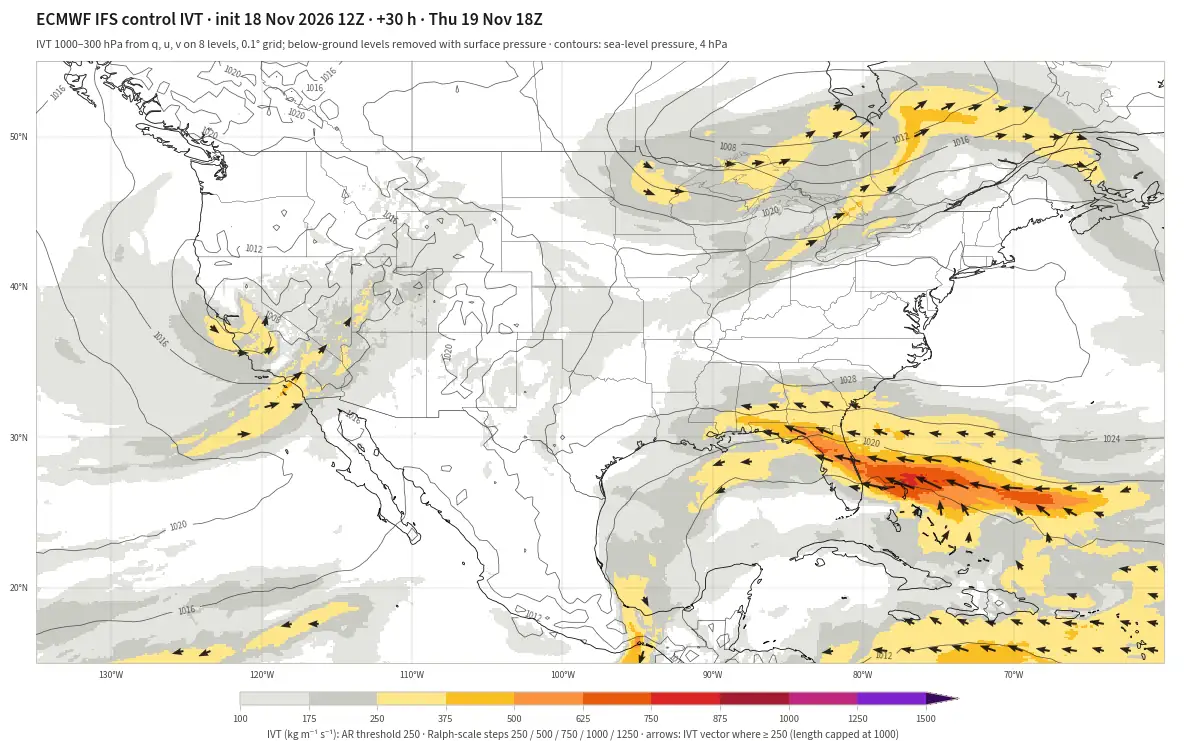 ECMWF IFS control IVT · init 18 Nov 2026 12Z · +30 h · Thu 19 Nov 18Z
IVT 1000–300 hPa from q, u, v on 8 levels, 0.1° grid; below-ground levels removed with surface pressure · contours: sea-level pressure, 4 hPa
1020
1016
1016
1016
1020
1020
50°N
1012
1008
1016
1020
1016
1012
40°N
1008
1016
1020
1028
1016
30°N
1020
1024
1020
20°N
1016
1012
1012
130°W
120°W
110°W
100°W
90°W
80°W
70°W
100
175
250
375
500
625
750
875
1000
1250
1500
IVT (kg m⁻¹ s⁻¹): AR threshold 250 · Ralph-scale steps 250 / 500 / 750 / 1000 / 1250 · arrows: IVT vector where ≥ 250 (length capped at 1000)